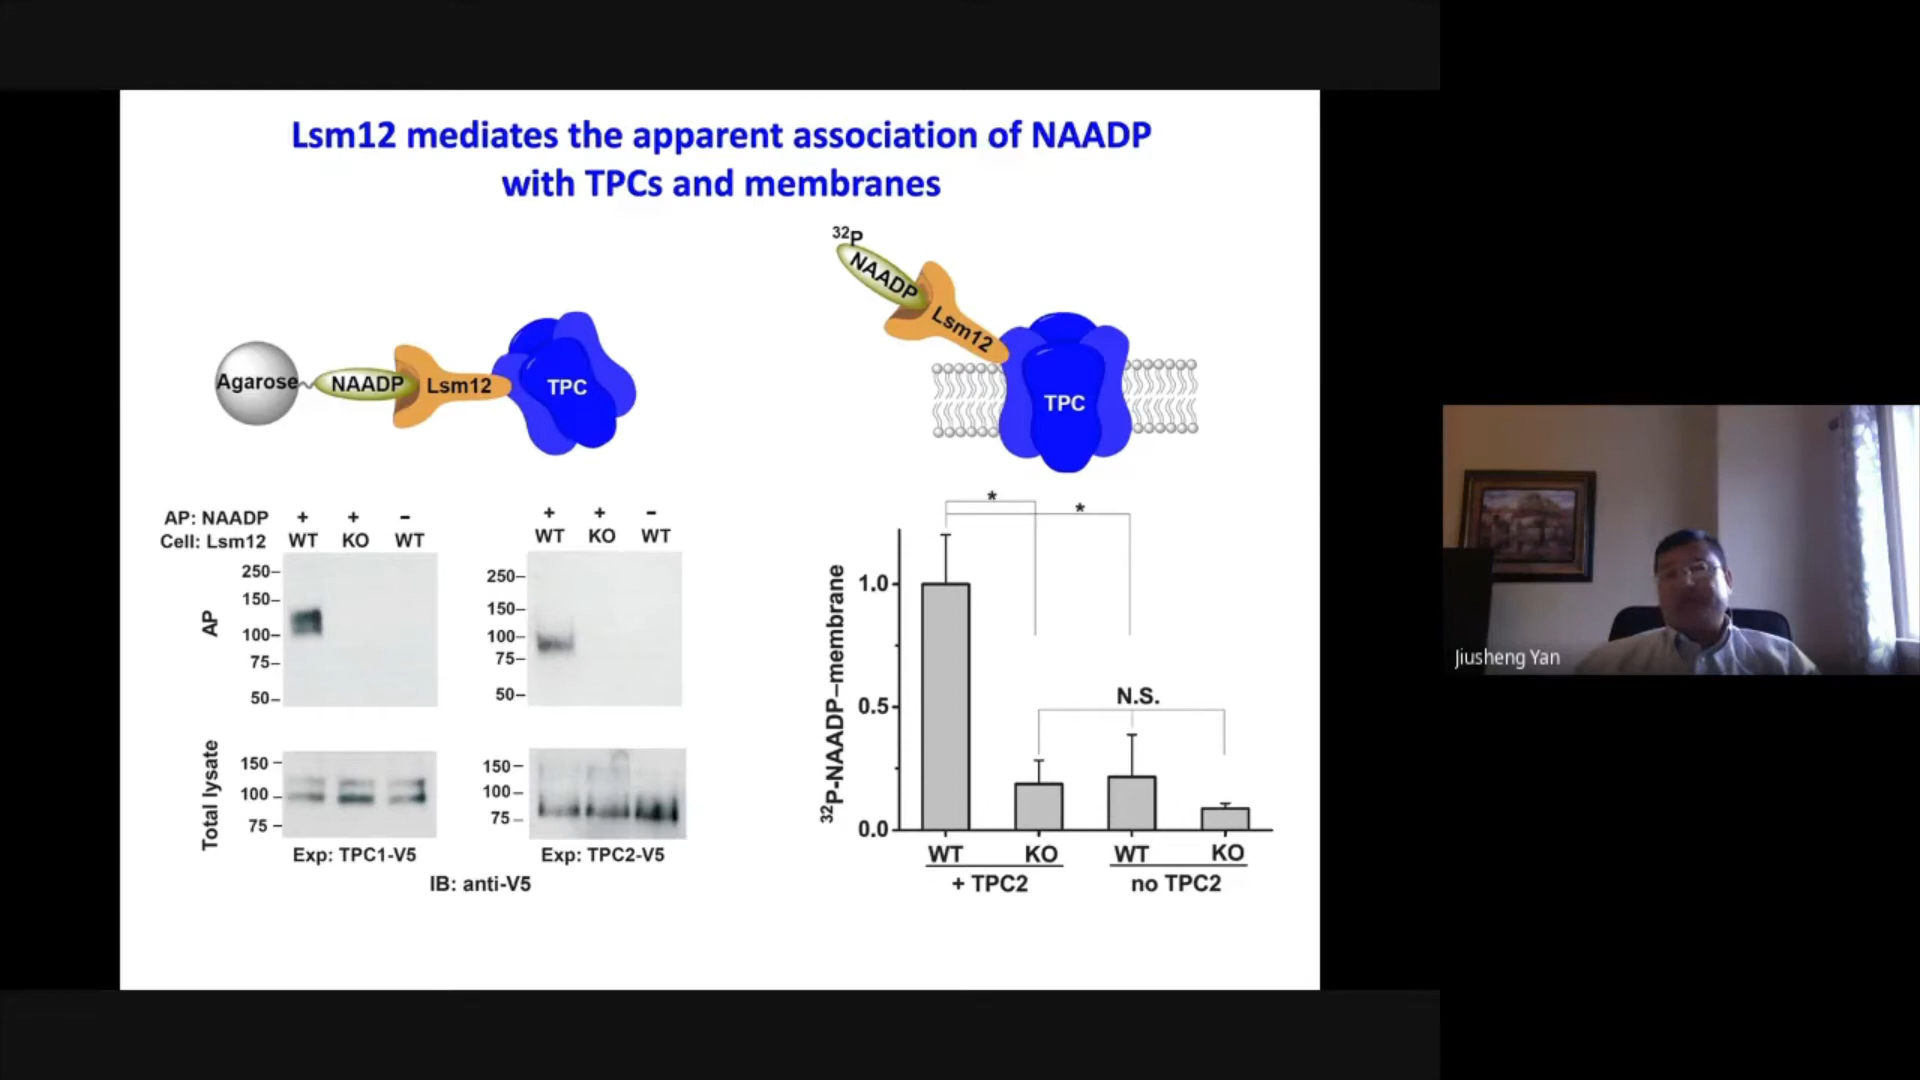 Lsm12 mediates the apparent association of NAADP
with TPCs and membranes
Agarose
NAADP
Lsm12
TPC
32P
NAADP
Lsm12
TPC
AP: NAADP + + –
Cell: Lsm12 WT KO WT
AP
250
150
100
75
50
Total lysate
150
100
75
Exp: TPC1-V5
+ + –
WT KO WT
250
150
100
75
50
150
100
75
Exp: TPC2-V5
IB: anti-V5
32P-NAADP–membrane
1.0
0.5
0.0
*
*
N.S.
WT KO WT KO
+ TPC2 no TPC2
Jiusheng Yan